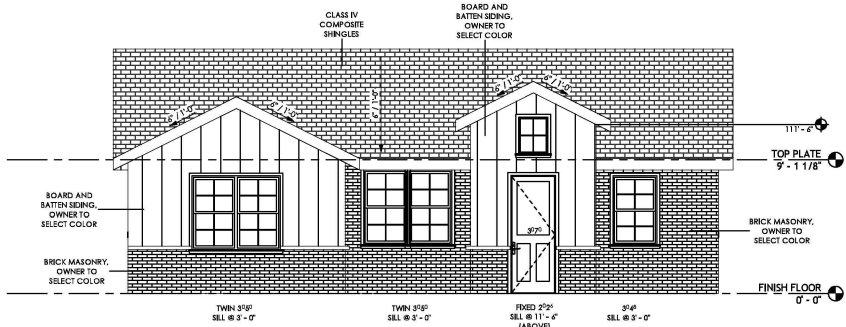 CLASS IV
COMPOSITE
SHINGLES
BOARD AND
BATTEN SIDING,
OWNER TO
SELECT COLOR
6" / 1'-0"
6" / 1'-0"
6" / 1'-0"
6" / 1'-0"
6" / 1'-0"
111' - 6"
TOP PLATE
9' - 1 1/8"
BOARD AND
BATTEN SIDING,
OWNER TO
SELECT COLOR
3⁰7⁰
BRICK MASONRY,
OWNER TO
SELECT COLOR
BRICK MASONRY,
OWNER TO
SELECT COLOR
FINISH FLOOR
0' - 0"
TWIN 3⁰5⁰
SILL @ 3' - 0"
TWIN 3⁰5⁰
SILL @ 3' - 0"
FIXED 2⁰2⁶
SILL @ 11' - 6"
(ABOVE)
3⁰4⁸
SILL @ 3' - 0"